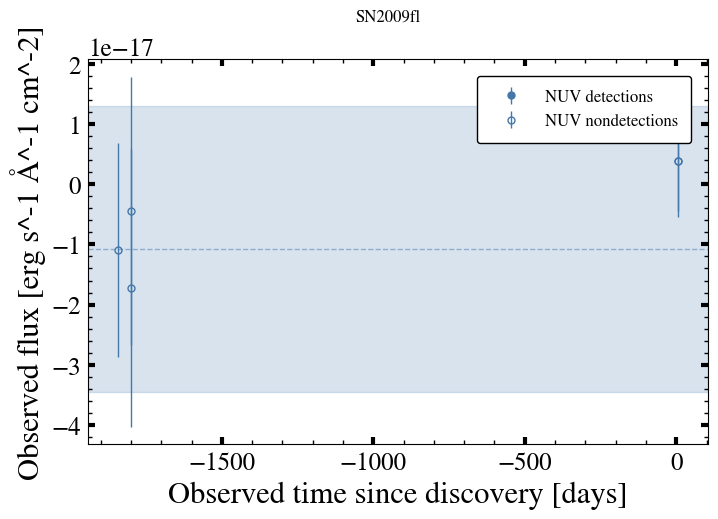 SN2009fl
1e−17
2
1
0
−1
−2
−3
−4
Observed flux [erg s^-1 Å^-1 cm^-2]
NUV detections
NUV nondetections
−1500
−1000
−500
0
Observed time since discovery [days]